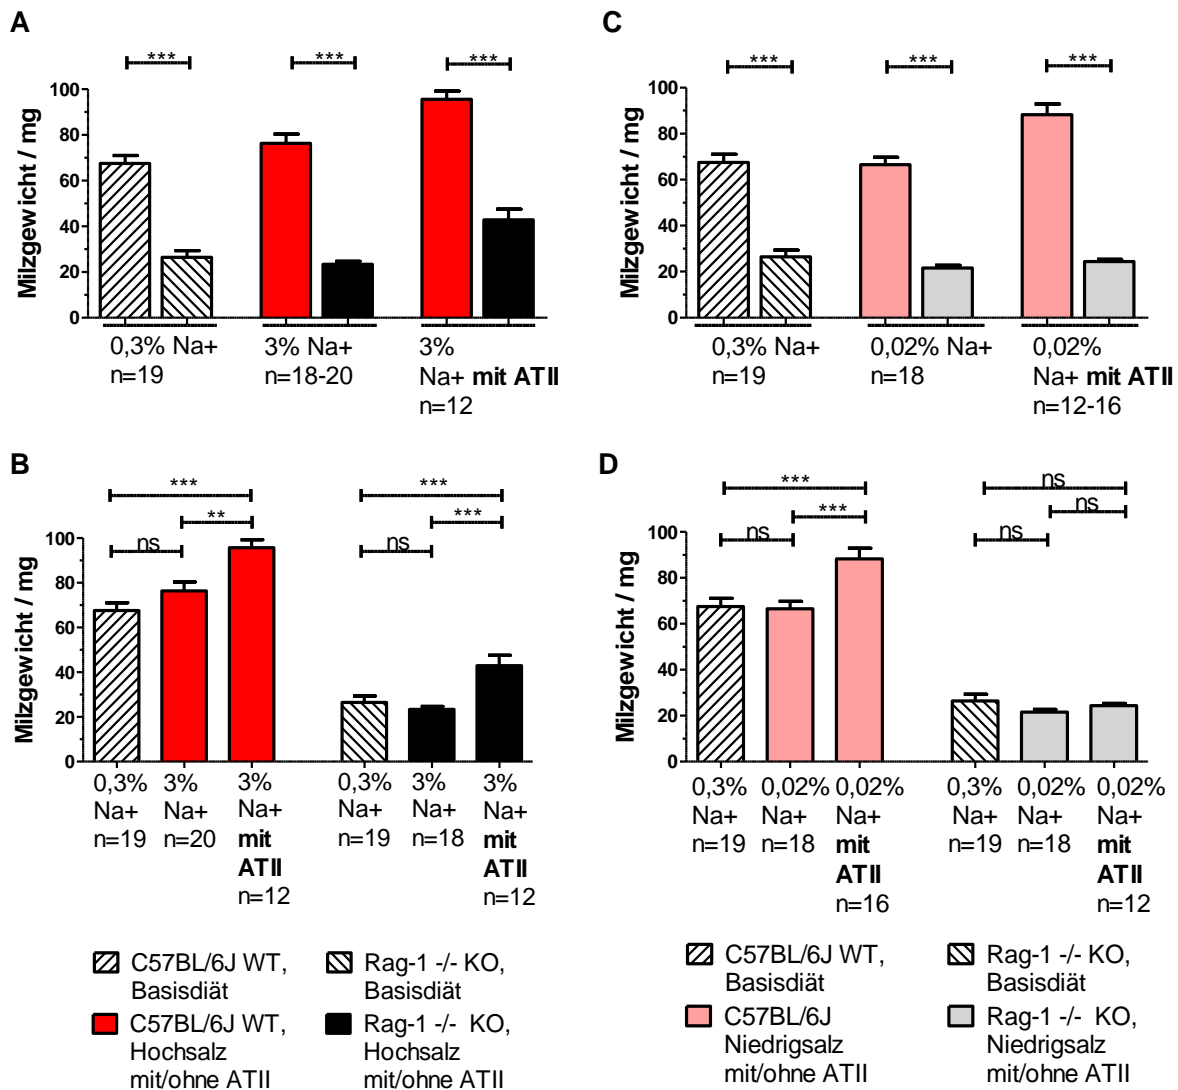 A
***
***
***
Milzgewicht / mg
100
80
60
40
20
0
0,3% Na+
n=19
3% Na+
n=18-20
3%
Na+ mit ATII
n=12
C
***
***
***
Milzgewicht / mg
100
80
60
40
20
0
0,3% Na+
n=19
0,02% Na+
n=18
0,02%
Na+ mit ATII
n=12-16
B
***
***
**
***
ns
ns
Milzgewicht / mg
100
80
60
40
20
0
0,3%
Na+
n=19
3%
Na+
n=20
3%
Na+
mit
ATII
n=12
0,3%
Na+
n=19
3%
Na+
n=18
3%
Na+
mit
ATII
n=12
C57BL/6J WT,
Basisdiät
Rag-1 -/- KO,
Basisdiät
C57BL/6J WT,
Hochsalz
mit/ohne ATII
Rag-1 -/- KO,
Hochsalz
mit/ohne ATII
D
***
ns
***
ns
ns
ns
Milzgewicht / mg
100
80
60
40
20
0
0,3%
Na+
n=19
0,02%
Na+
n=18
0,02%
Na+
mit
ATII
n=16
0,3%
Na+
n=19
0,02%
Na+
n=18
0,02%
Na+
mit
ATII
n=12
C57BL/6J WT,
Basisdiät
Rag-1 -/- KO,
Basisdiät
C57BL/6J
Niedrigsalz
mit/ohne ATII
Rag-1 -/- KO,
Niedrigsalz
mit/ohne ATII